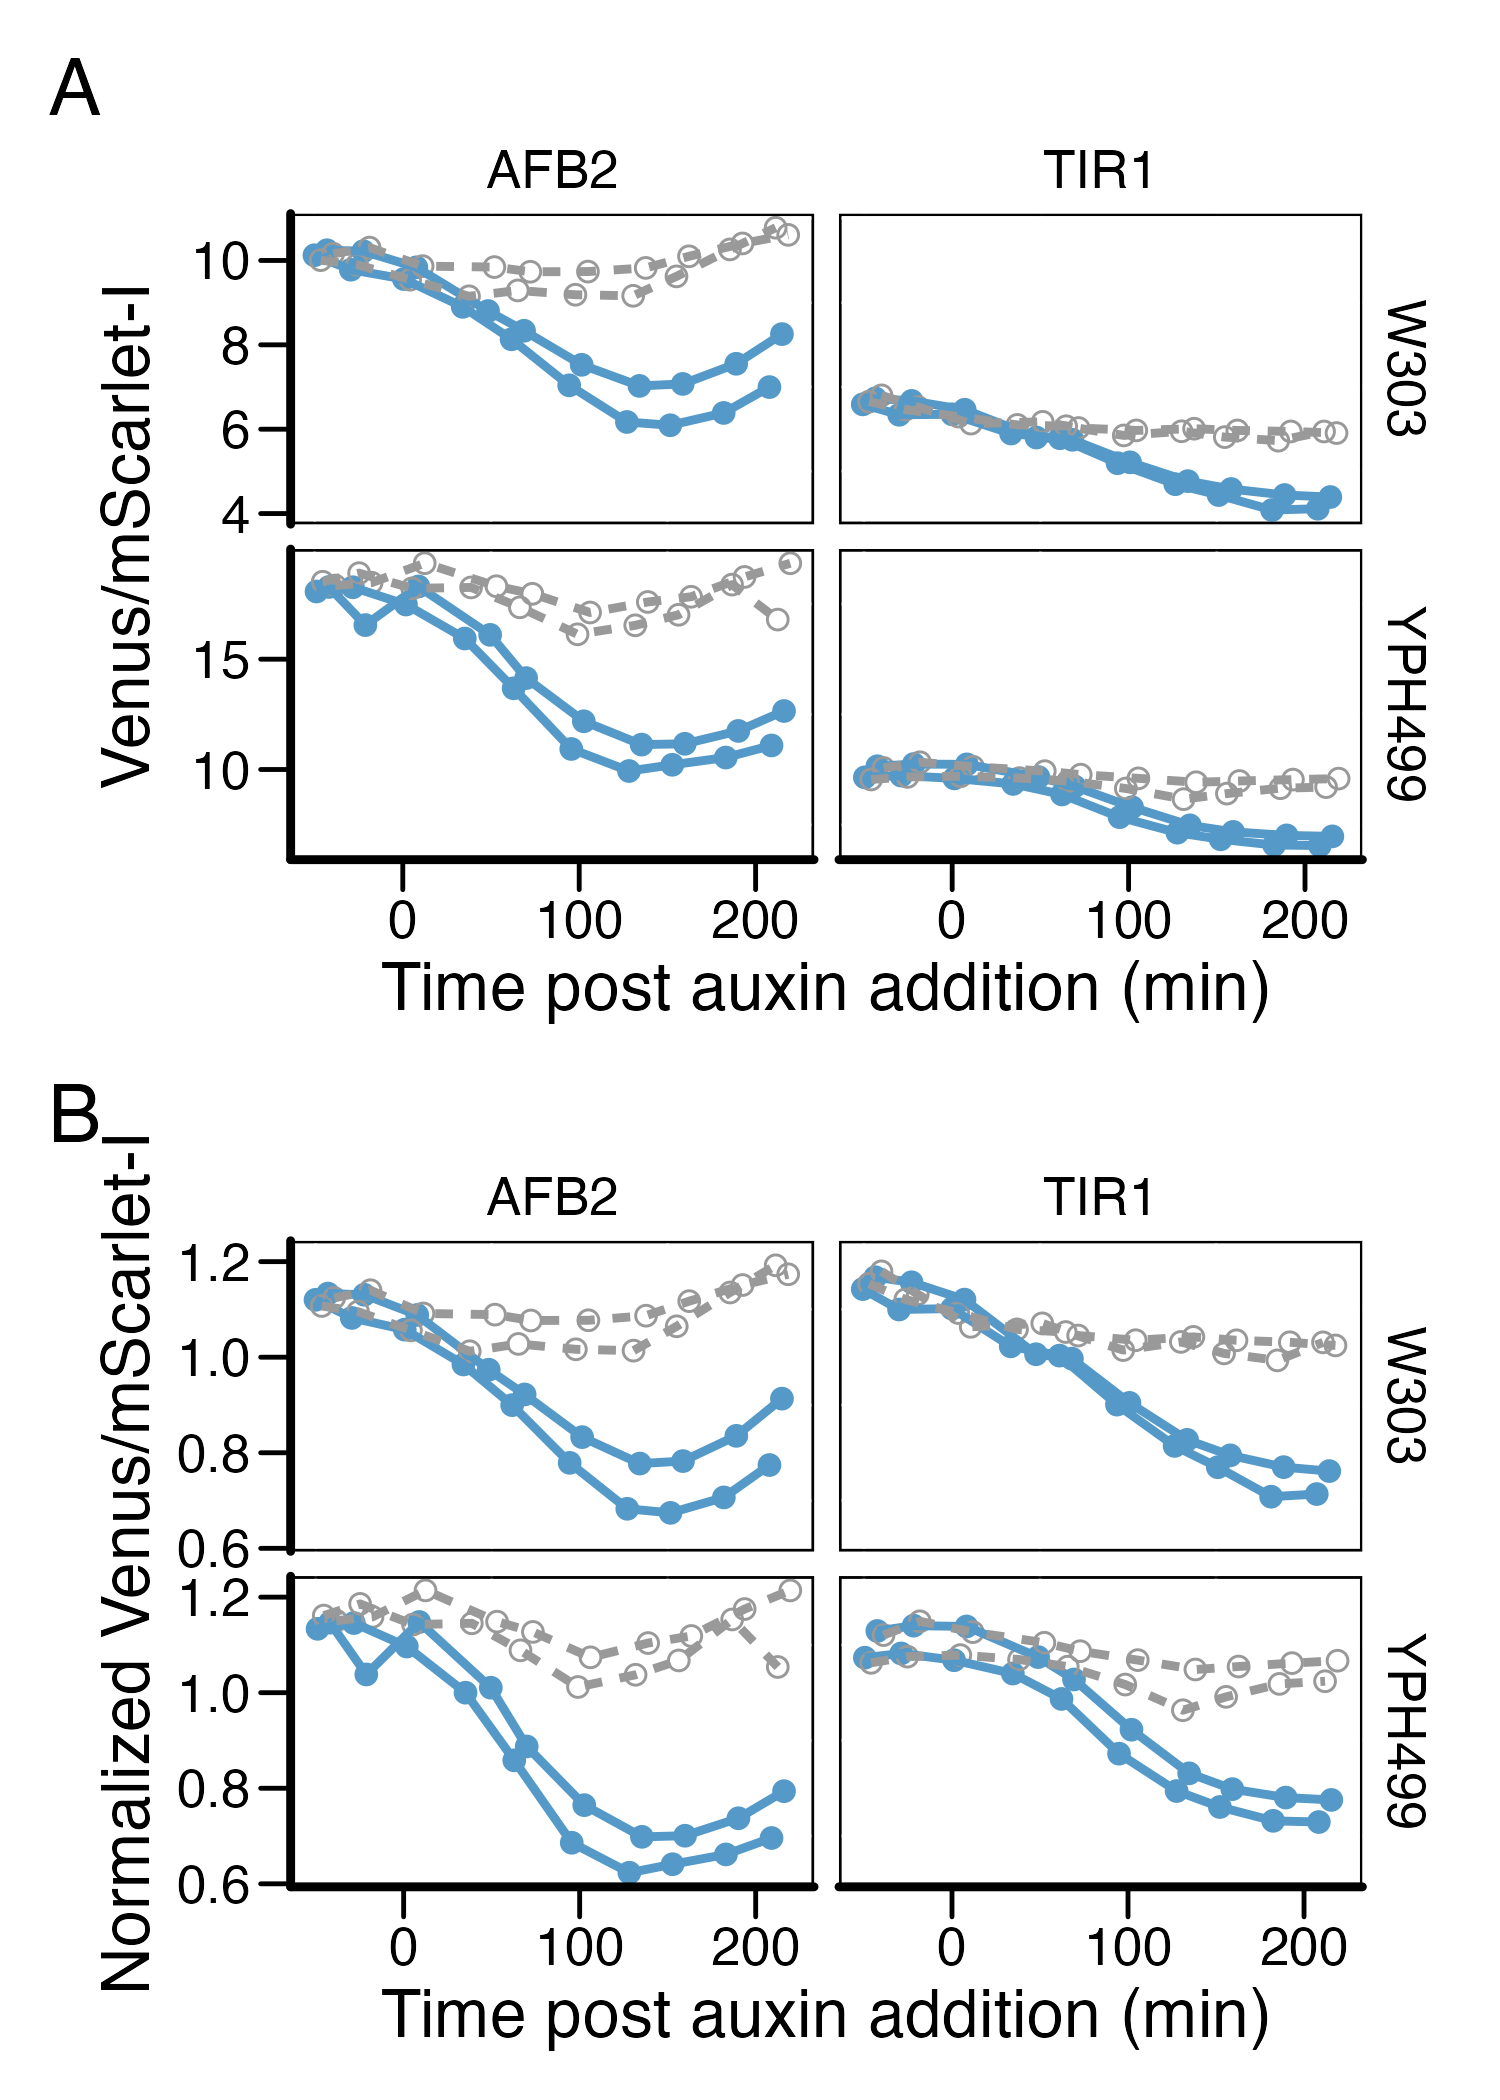 A
AFB2
TIR1
Venus/mScarlet-I
10
8
6
4
W303
15
10
YPH499
0
100
200
0
100
200
Time post auxin addition (min)
B
AFB2
TIR1
Normalized Venus/mScarlet-I
1.2
1.0
0.8
0.6
W303
1.2
1.0
0.8
0.6
YPH499
0
100
200
0
100
200
Time post auxin addition (min)